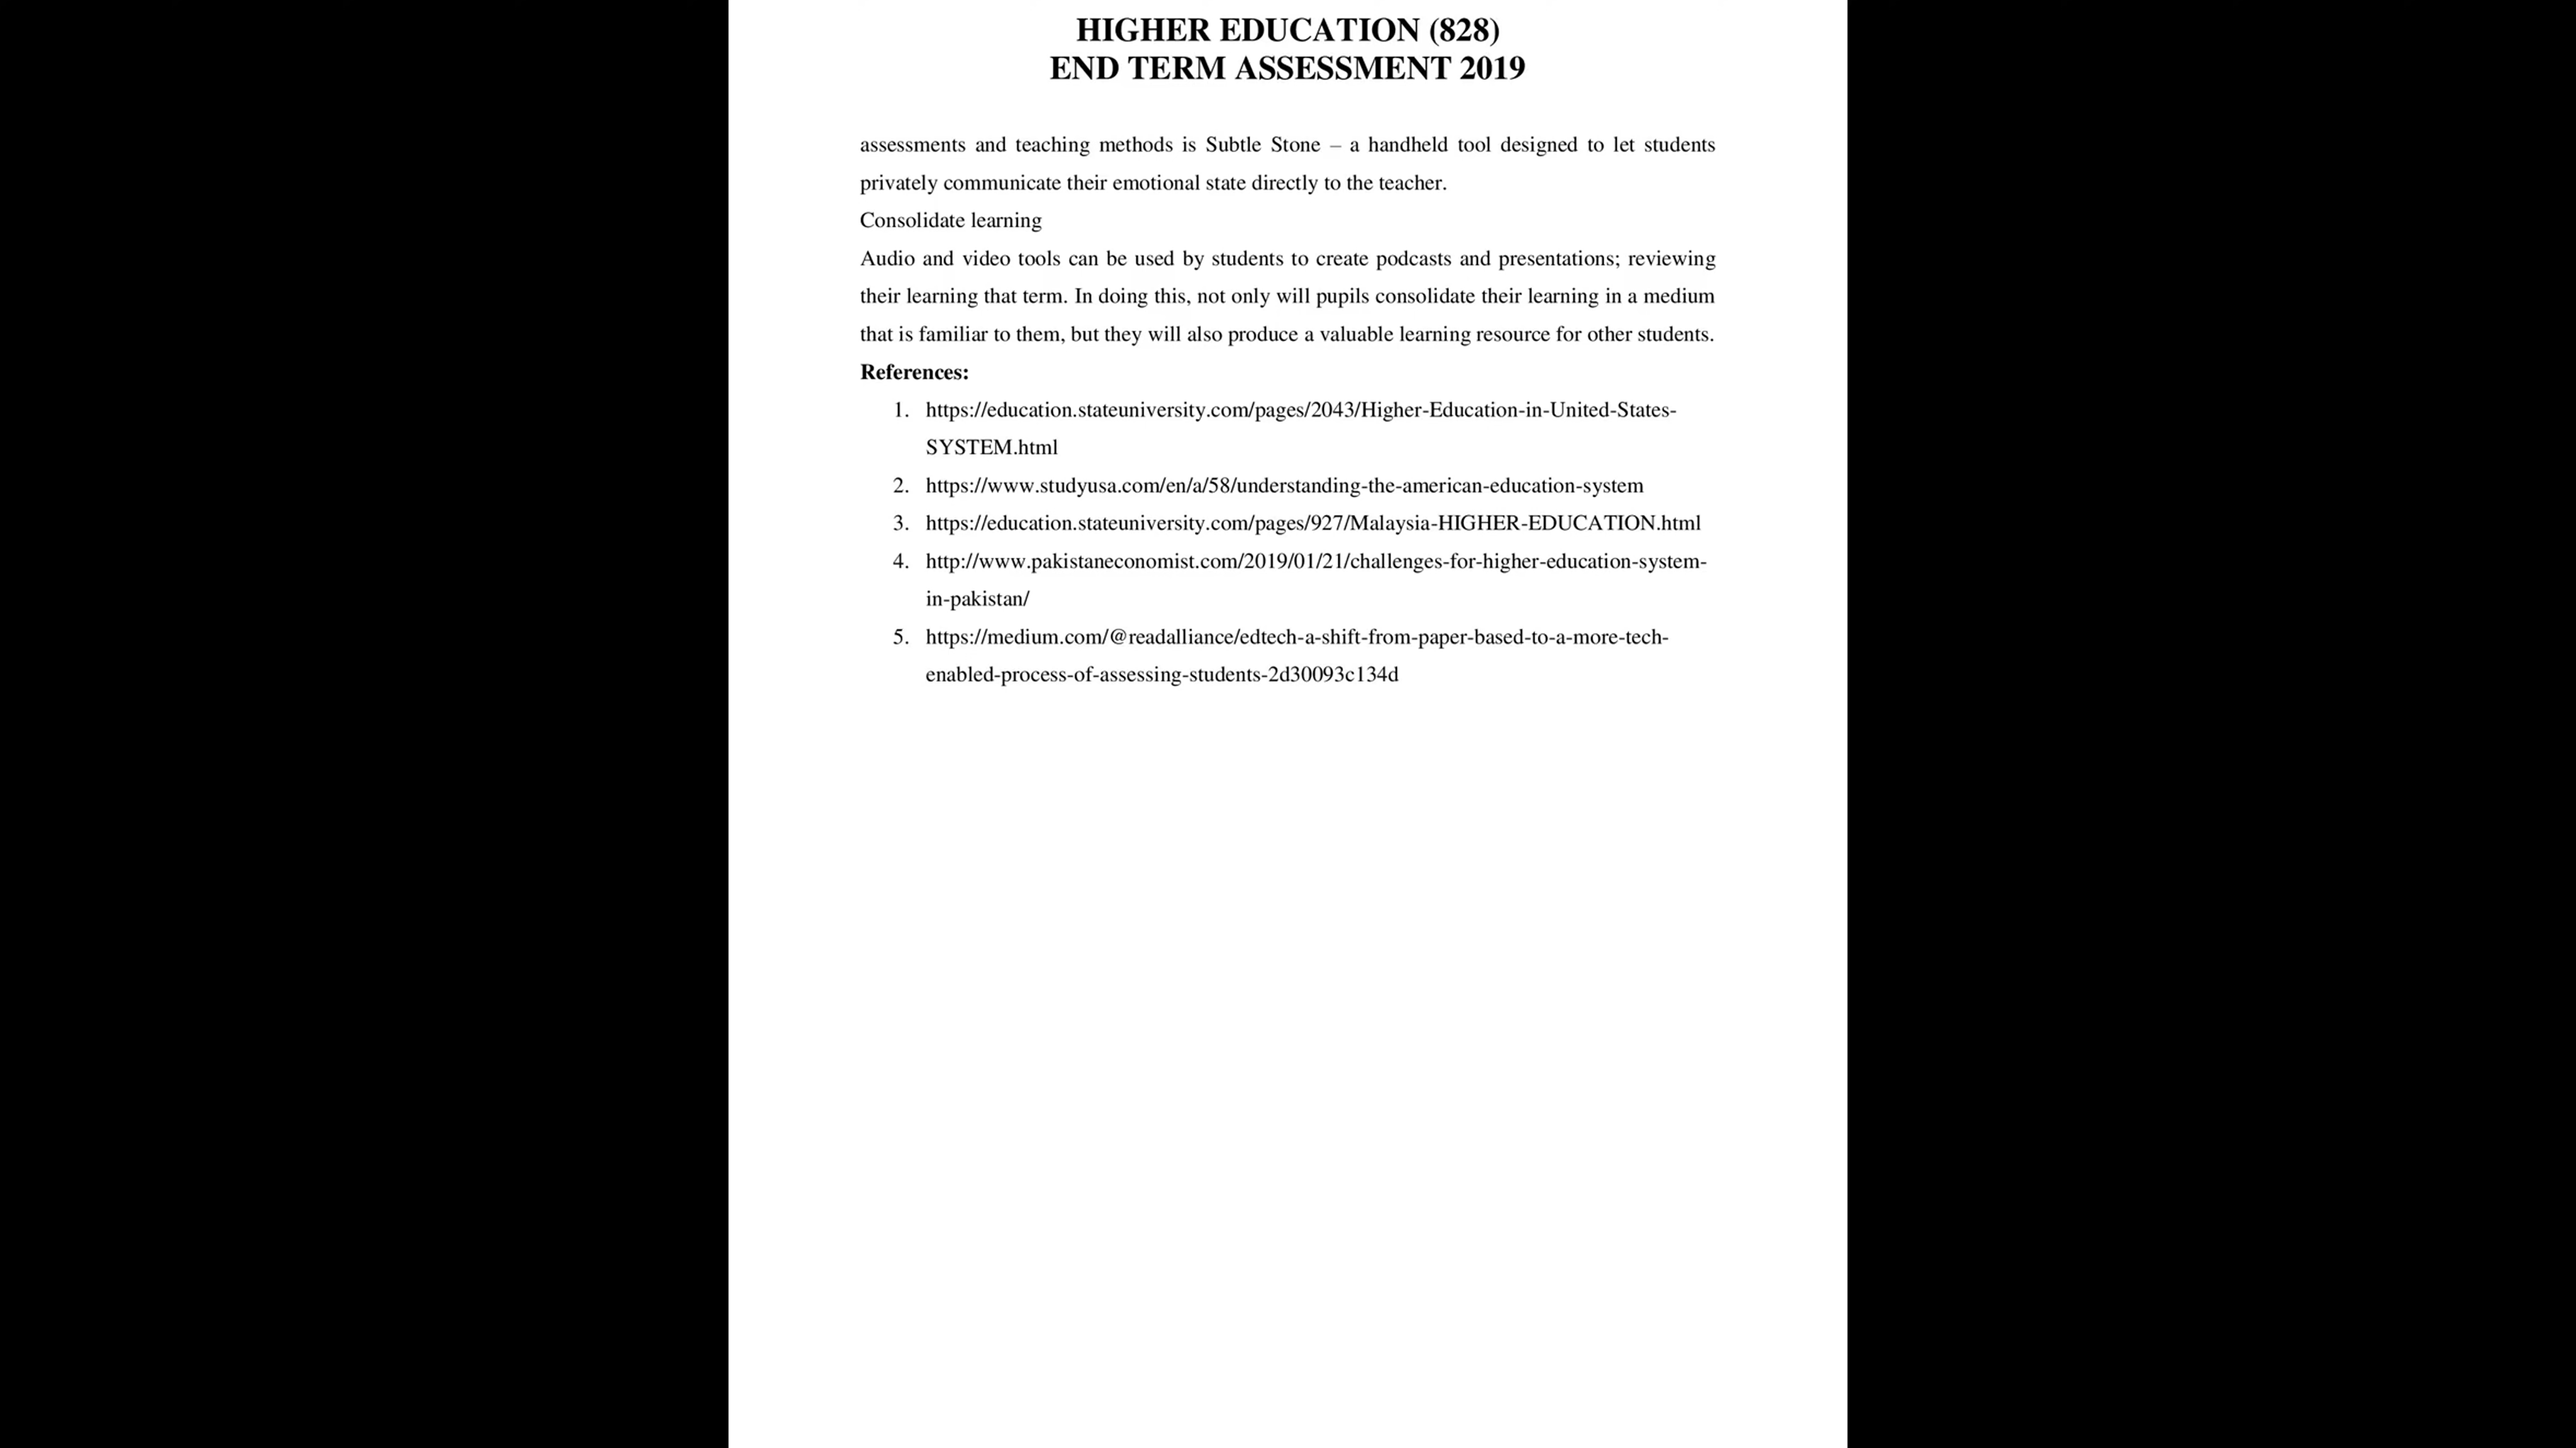 HIGHER EDUCATION (828)
END TERM ASSESSMENT 2019
assessments and teaching methods is Subtle Stone – a handheld tool designed to let students
privately communicate their emotional state directly to the teacher.
Consolidate learning
Audio and video tools can be used by students to create podcasts and presentations; reviewing
their learning that term. In doing this, not only will pupils consolidate their learning in a medium
that is familiar to them, but they will also produce a valuable learning resource for other students.
References:
1. https://education.stateuniversity.com/pages/2043/Higher-Education-in-United-States-
SYSTEM.html
2. https://www.studyusa.com/en/a/58/understanding-the-american-education-system
3. https://education.stateuniversity.com/pages/927/Malaysia-HIGHER-EDUCATION.html
4. http://www.pakistaneconomist.com/2019/01/21/challenges-for-higher-education-system-
in-pakistan/
5. https://medium.com/@readalliance/edtech-a-shift-from-paper-based-to-a-more-tech-
enabled-process-of-assessing-students-2d30093c134d